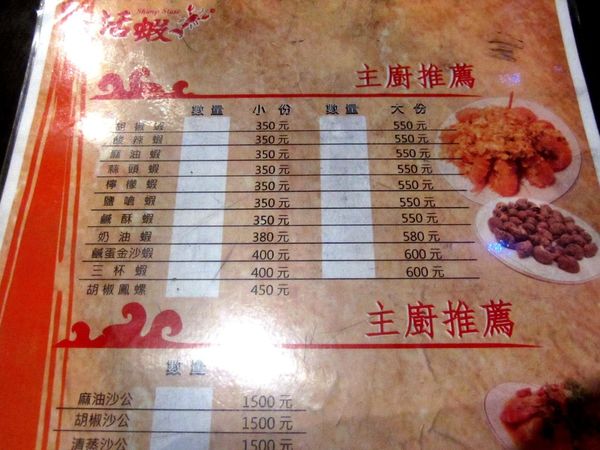 活蝦
Shimp Store
主廚推薦
數量 小份 數量 大份
胡椒蝦 350元 550元
酸辣蝦 350元 550元
麻油蝦 350元 550元
蒜頭蝦 350元 550元
檸檬蝦 350元 550元
鹽嗆蝦 350元 550元
鹹酥蝦 350元 550元
奶油蝦 380元 580元
鹹蛋金沙蝦 400元 600元
三杯蝦 400元 600元
胡椒鳳螺 450元
主廚推薦
數量
麻油沙公 1500元
胡椒沙公 1500元
清蒸沙公 1500元